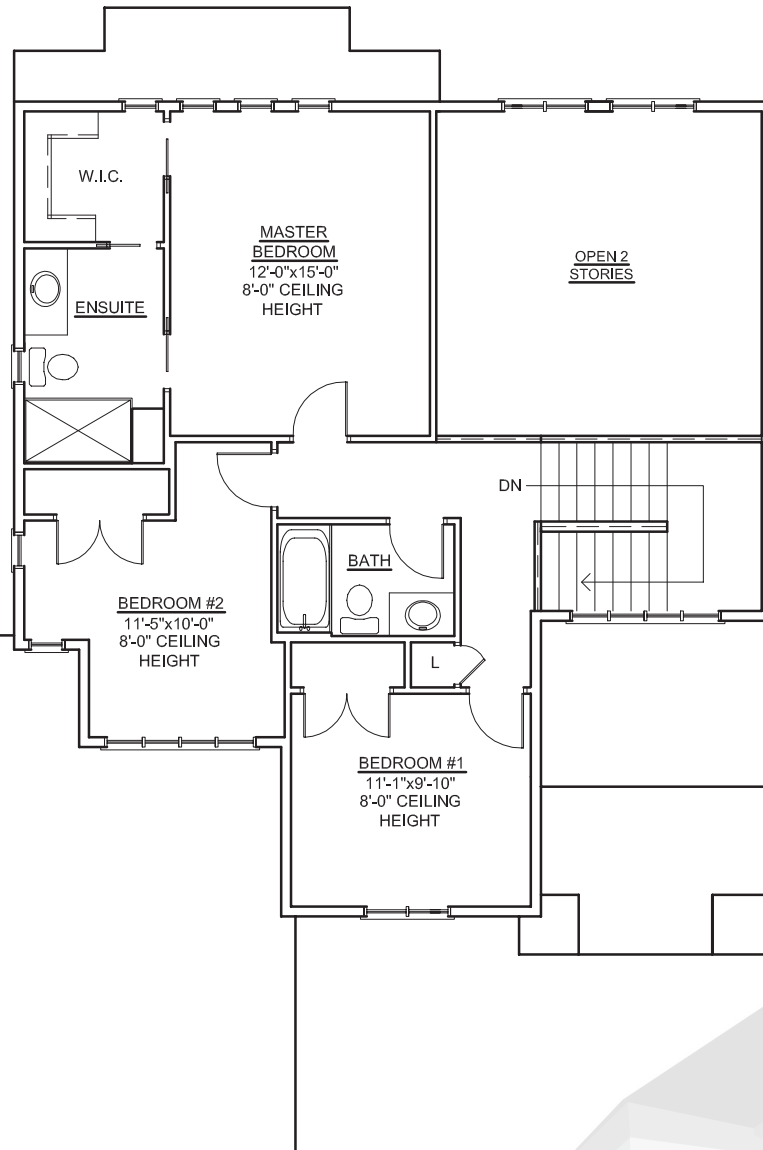 W.I.C.
MASTER
BEDROOM
12'-0"x15'-0"
8'-0" CEILING
HEIGHT
OPEN 2
STORIES
ENSUITE
DN
BATH
BEDROOM #2
11'-5"x10'-0"
8'-0" CEILING
HEIGHT
L
BEDROOM #1
11'-1"x9'-10"
8'-0" CEILING
HEIGHT